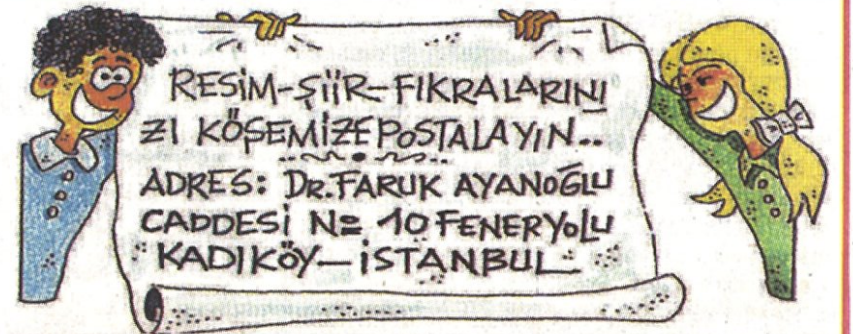 RESİM-ŞİİR-FIKRALARINI
ZI KÖŞEMİZE POSTALAYIN..
ADRES: DR. FARUK AYANOĞLU
CADDESİ No 10 FENERYOLU
KADIKÖY-İSTANBUL